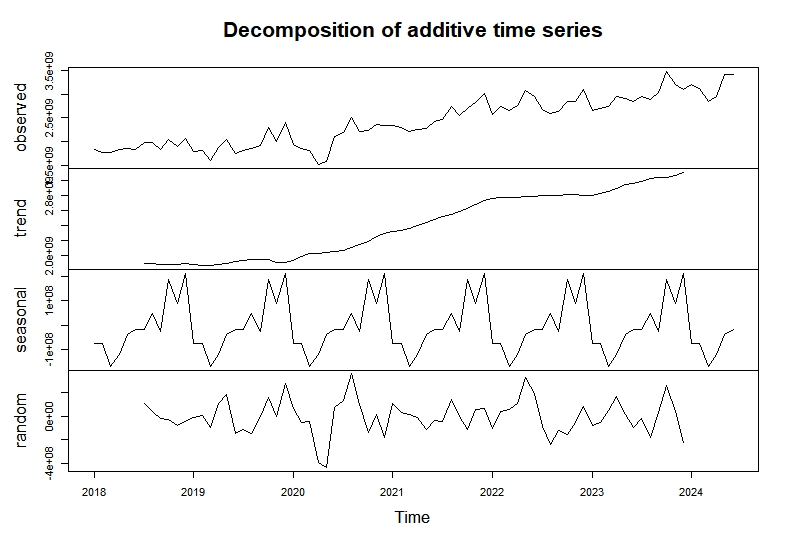 Decomposition of additive time series
observed
3.5e+09
2.5e+09
trend
2.8e+09
2.0e+09
seasonal
1e+08
-1e+08
random
0e+00
-4e+08
2018 2019 2020 2021 2022 2023 2024
Time